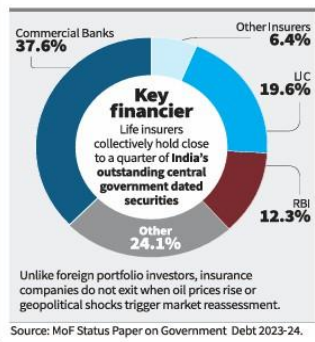 Commercial Banks
37.6%
Other Insurers
6.4%
LIC
19.6%
RBI
12.3%
Other
24.1%
Key
financier
Life insurers
collectively hold close
to a quarter of India's
outstanding central
government dated
securities
Unlike foreign portfolio investors, insurance
companies do not exit when oil prices rise or
geopolitical shocks trigger market reassessment.
Source: MoF Status Paper on Government Debt 2023-24.